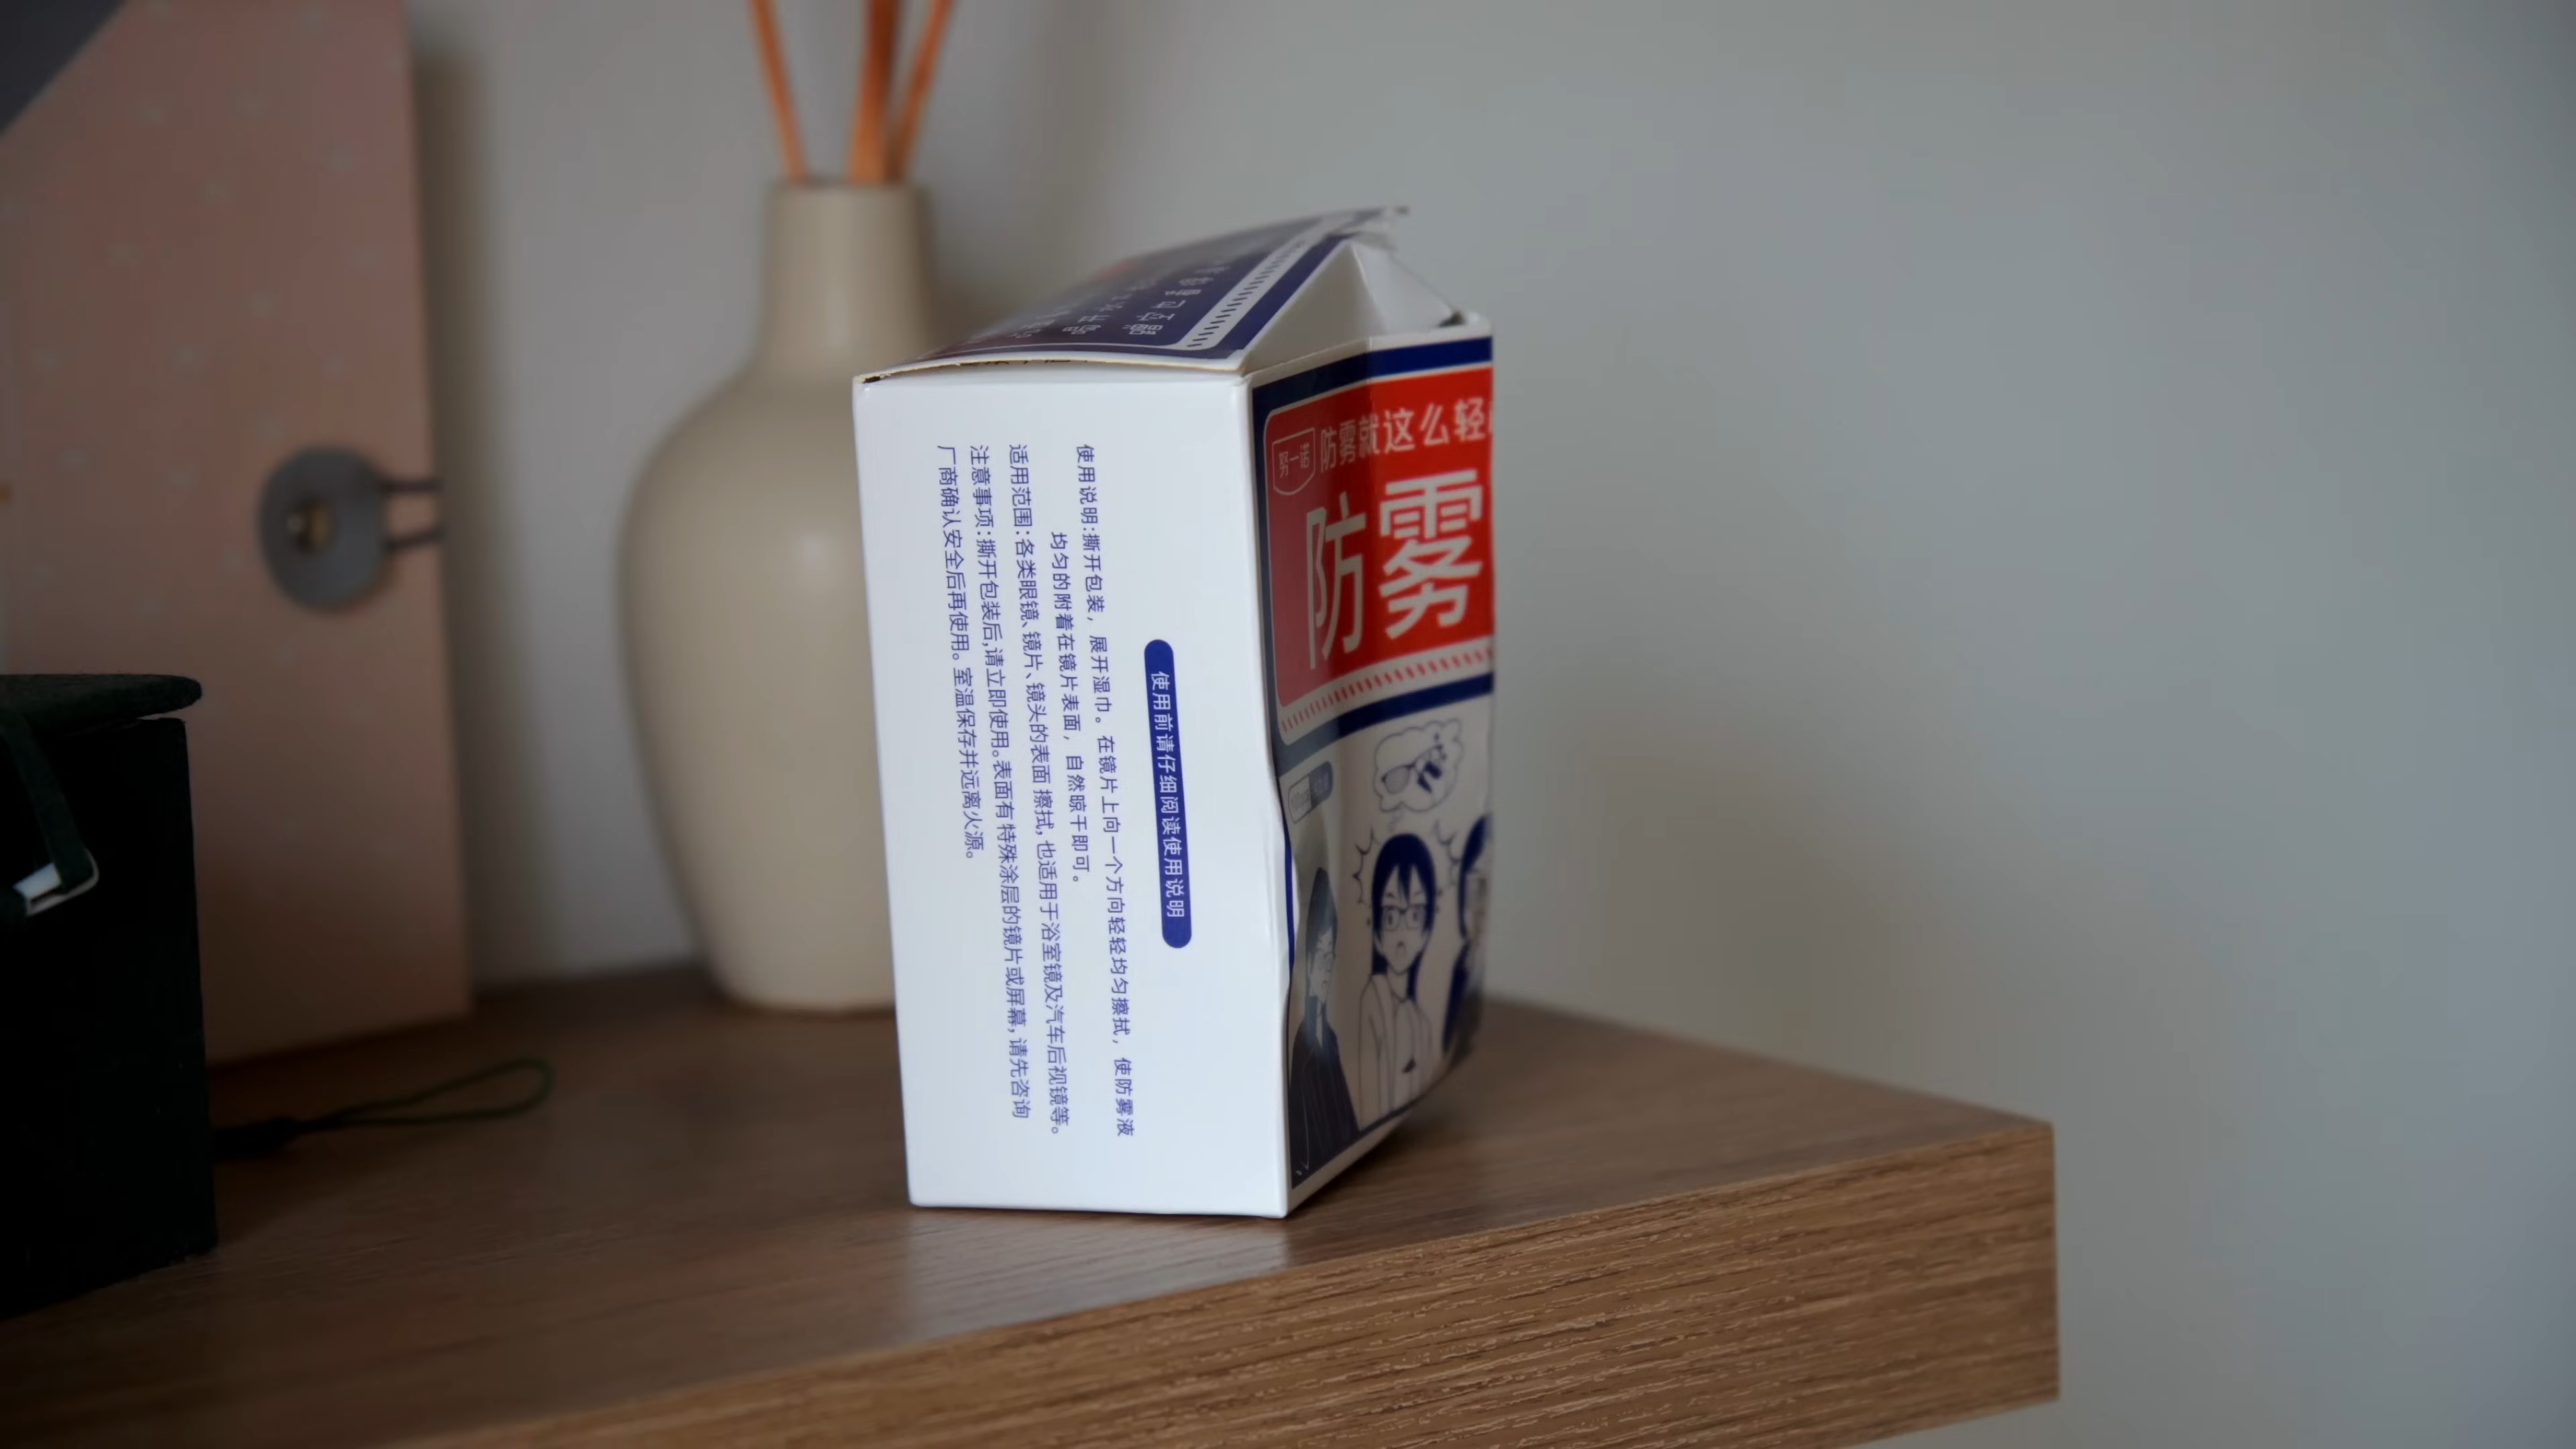 使用前请仔细阅读使用说明
使用说明:撕开包装，展开湿巾。在镜片上向一个方向轻轻均匀擦拭，使防雾液
均匀的附着在镜片表面，自然晾干即可。
适用范围:各类眼镜、镜片、镜头的表面擦拭,也适用于浴室镜及汽车后视镜等。
注意事项:撕开包装后,请立即使用。表面有特殊涂层的镜片或屏幕,请先咨询
厂商确认安全后再使用。室温保存并远离火源。
防雾就这么轻
防雾